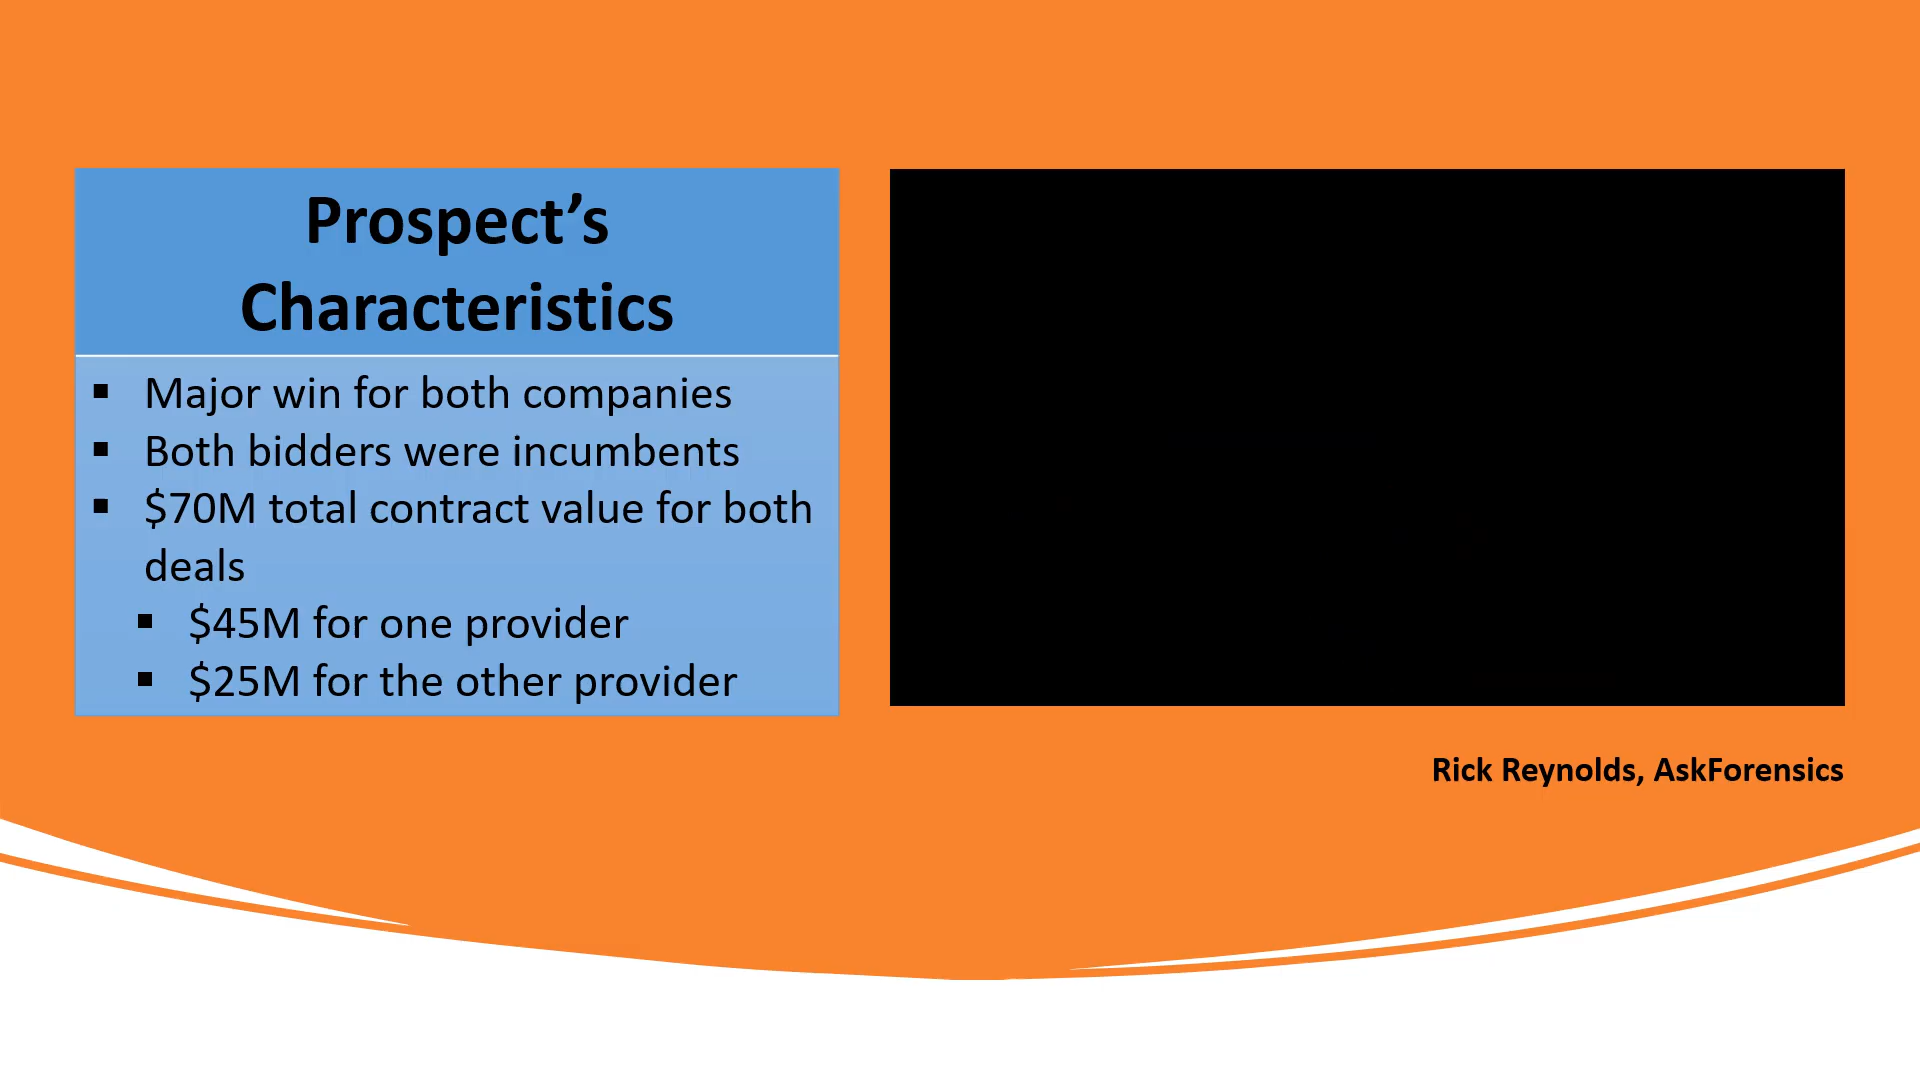 Prospect’s
Characteristics
▪ Major win for both companies
▪ Both bidders were incumbents
▪ $70M total contract value for both
deals
▪ $45M for one provider
▪ $25M for the other provider
Rick Reynolds, AskForensics